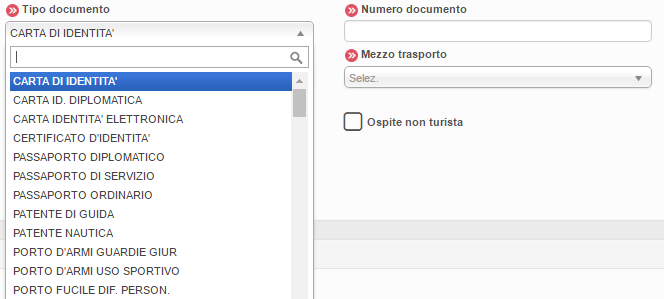 Tipo documento
CARTA DI IDENTITA'
CARTA DI IDENTITA'
CARTA ID. DIPLOMATICA
CARTA IDENTITA' ELETTRONICA
CERTIFICATO D'IDENTITA'
PASSAPORTO DIPLOMATICO
PASSAPORTO DI SERVIZIO
PASSAPORTO ORDINARIO
PATENTE DI GUIDA
PATENTE NAUTICA
PORTO D'ARMI GUARDIE GIUR
PORTO D'ARMI USO SPORTIVO
PORTO FUCILE DIF. PERSON.
Numero documento
Mezzo trasporto
Selez.
Ospite non turista